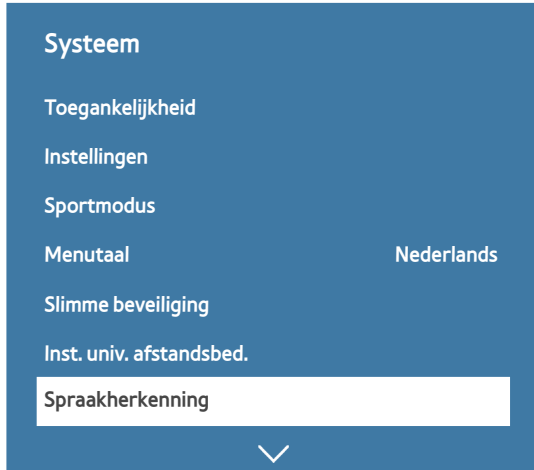 Systeem
Toegankelijkheid
Instellingen
Sportmodus
Menutaal Nederlands
Slimme beveiliging
Inst. univ. afstandsbed.
Spraakherkenning